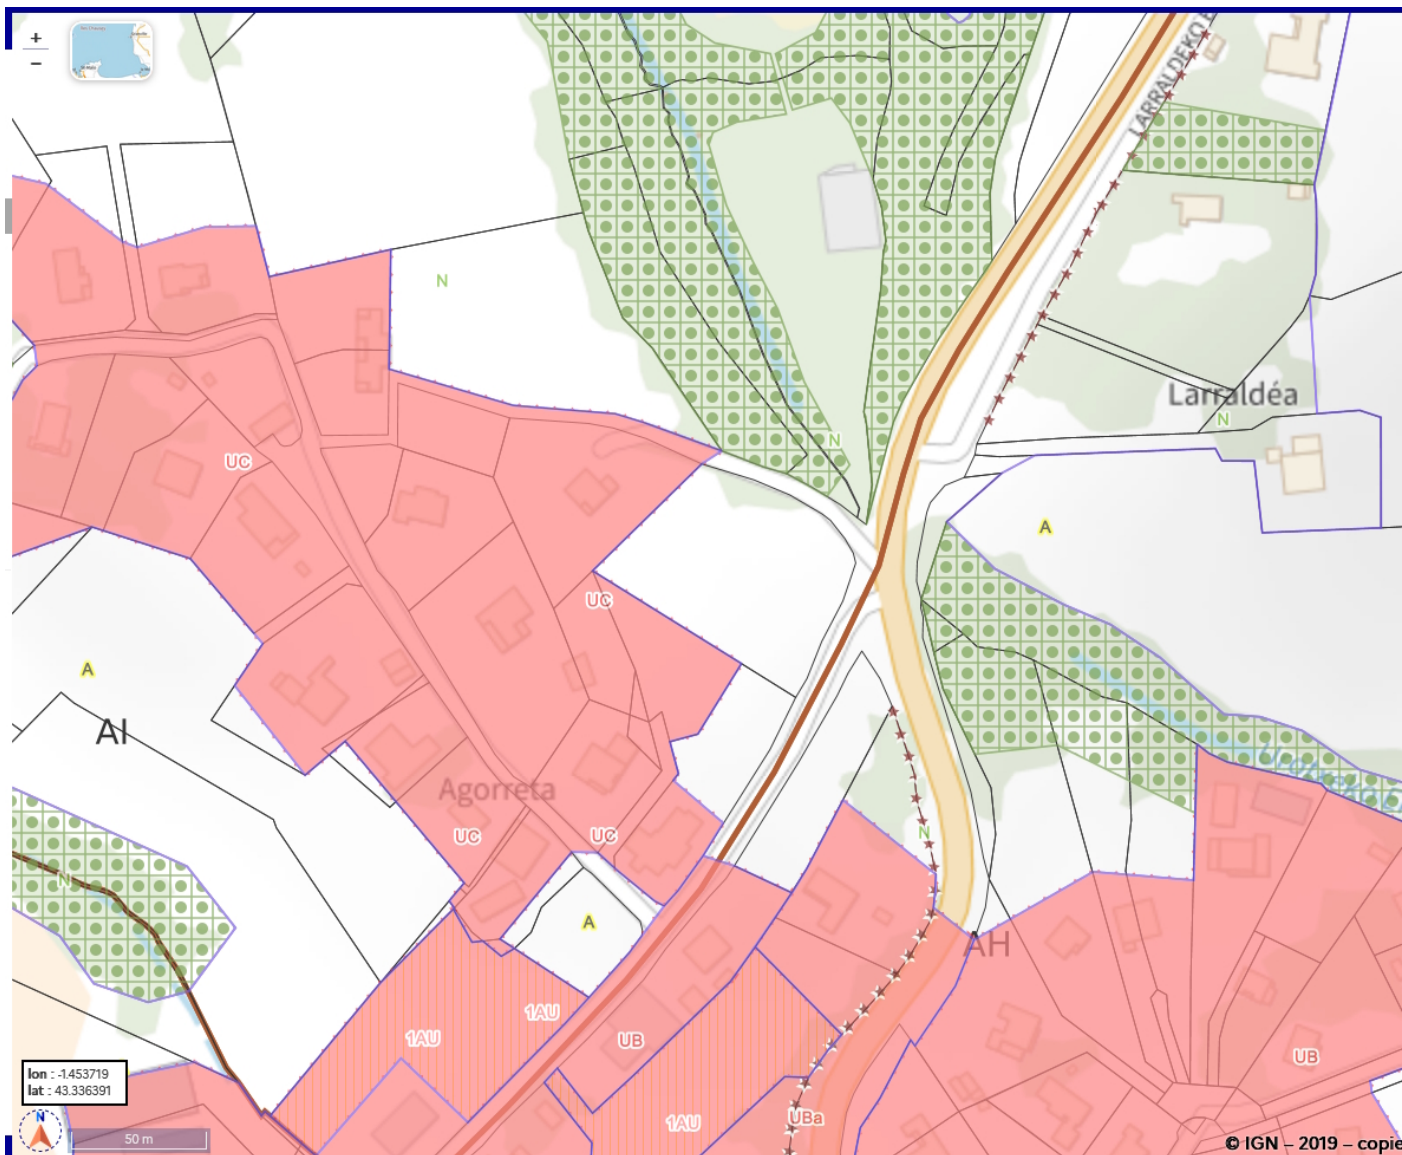 +
−
LARRALDEKO
N
Larraldéa
N
N
UC
A
UC
A
AI
Agorreta
UC
UC
N
N
A
AH
1AU
1AU
UB
UB
1AU
UBa
lon : -1.453719
lat : 43.336391
N
50 m
© IGN – 2019 – copie